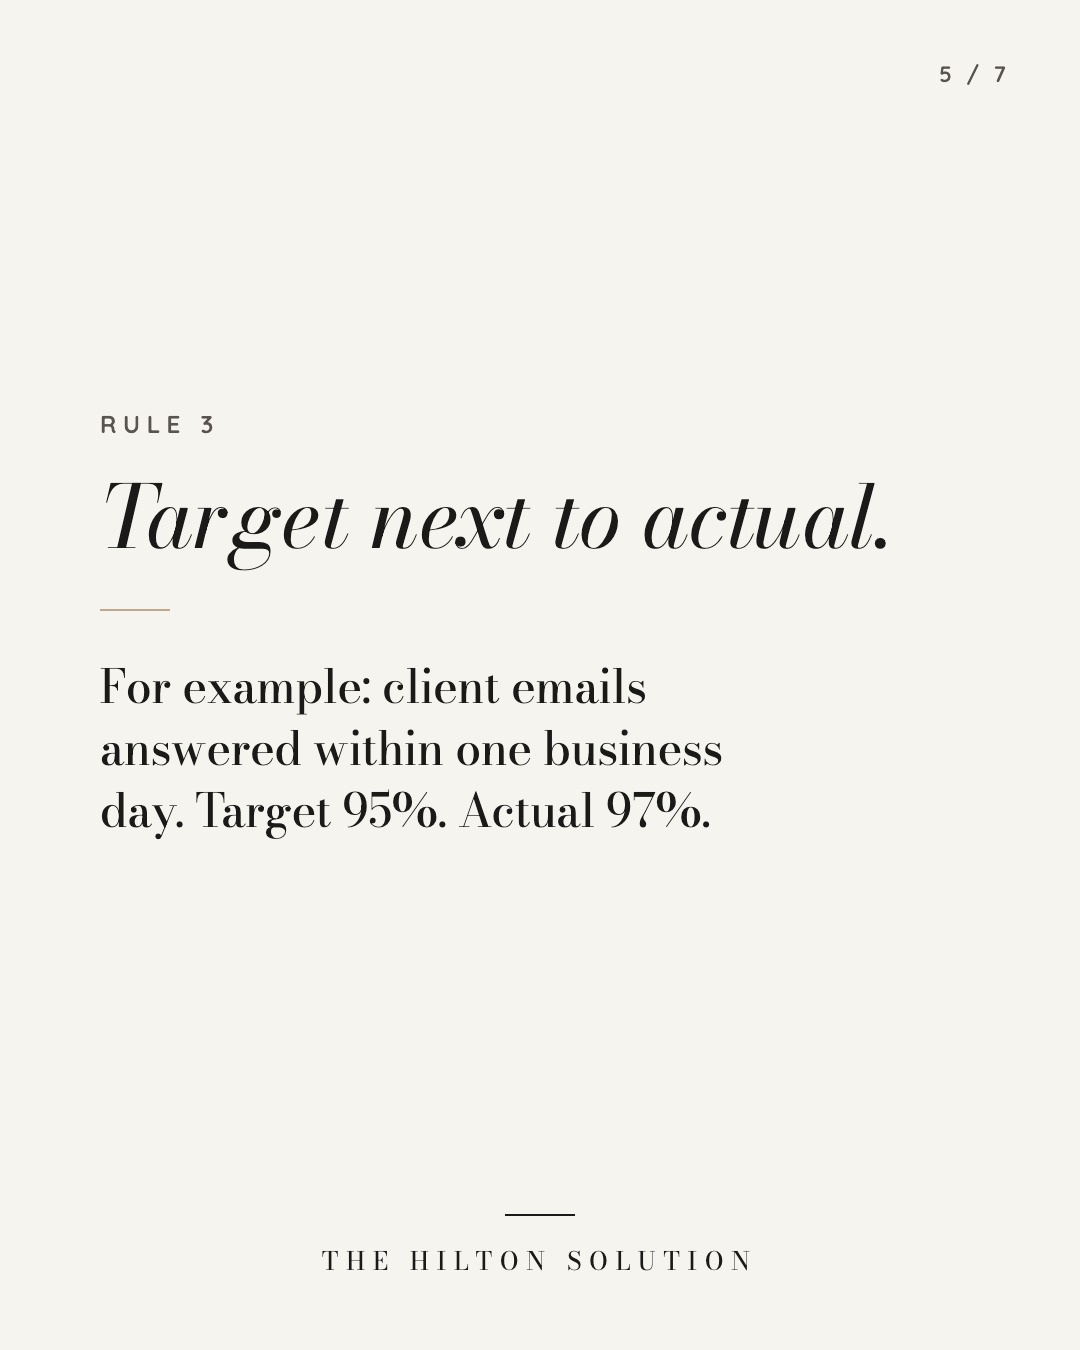 5 / 7
RULE 3
Target next to actual.
For example: client emails
answered within one business
day. Target 95%. Actual 97%.
THE HILTON SOLUTION